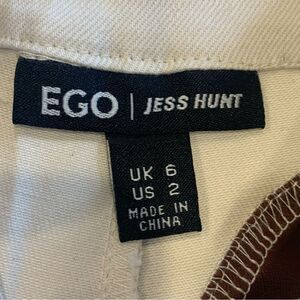 EGO | JESS HUNT
UK 6
US 2
MADE IN
CHINA